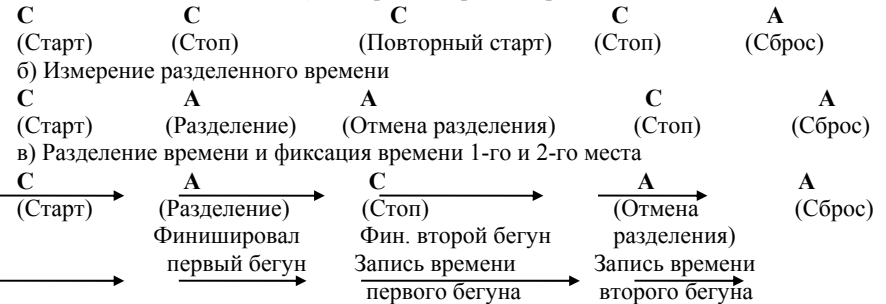 С С С С А
(Старт) (Стоп) (Повторный старт) (Стоп) (Сброс)
б) Измерение разделенного времени
С А А С А
(Старт) (Разделение) (Отмена разделения) (Стоп) (Сброс)
в) Разделение времени и фиксация времени 1-го и 2-го места
С А С А А
(Старт) (Разделение) (Стоп) (Отмена (Сброс)
Финишировал Фин. второй бегун разделения)
первый бегун Запись времени Запись времени
первого бегуна второго бегуна